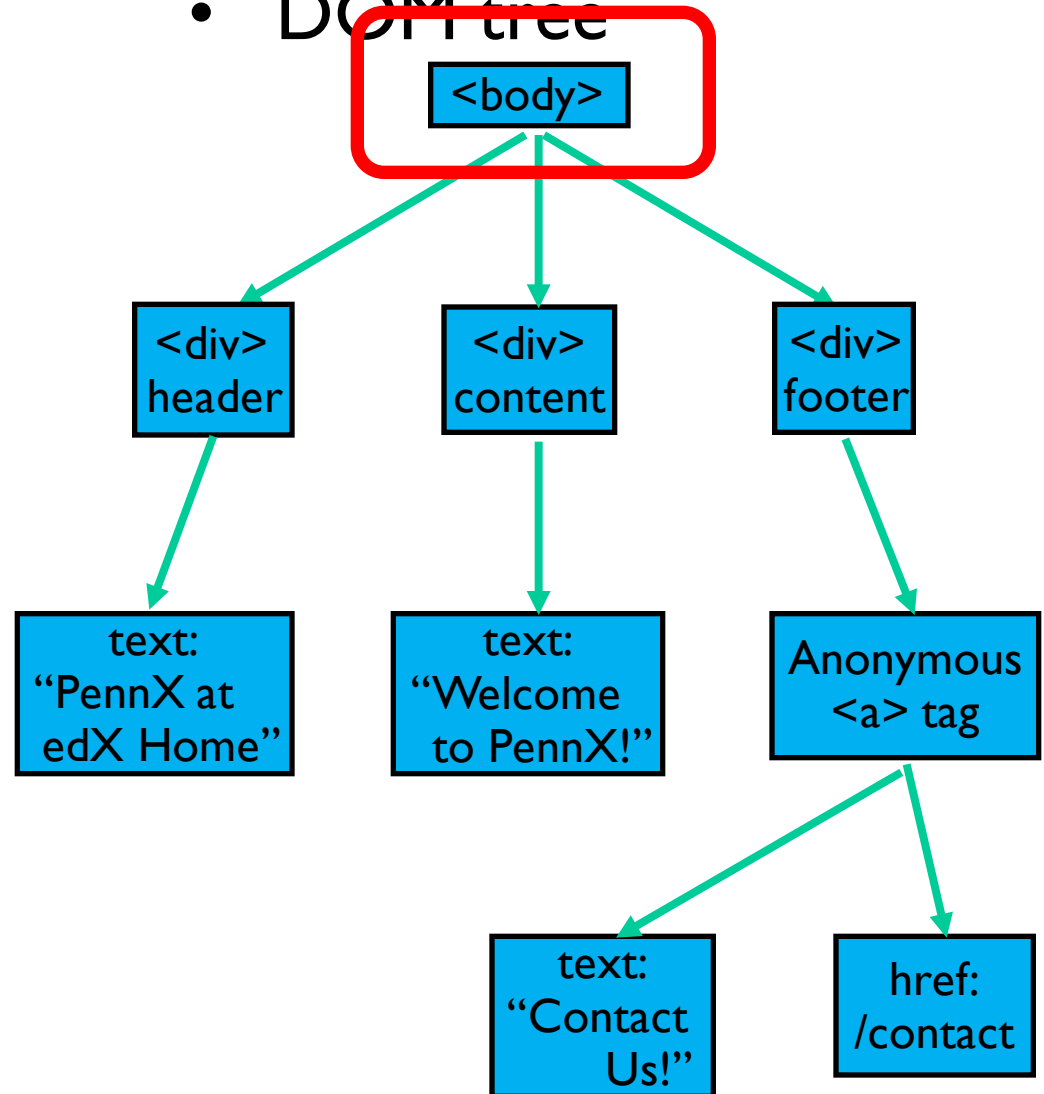 • DOM tree
<body>
<div>
header
<div>
content
<div>
footer
text:
“PennX at
edX Home”
text:
“Welcome
to PennX!”
Anonymous
<a> tag
text:
“Contact
Us!”
href:
/contact